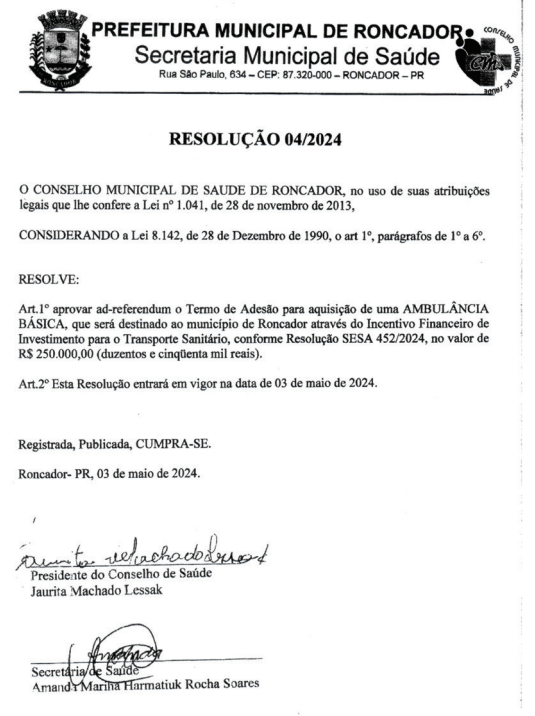 PREFEITURA MUNICIPAL DE RONCADOR
Secretaria Municipal de Saúde
Rua São Paulo, 634 – CEP: 87.320-000 – RONCADOR – PR
RONCADOR
CONSELHO MUNICIPAL DE SAUDE
CMS
RESOLUÇÃO 04/2024
O CONSELHO MUNICIPAL DE SAUDE DE RONCADOR, no uso de suas atribuições
legais que lhe confere a Lei nº 1.041, de 28 de novembro de 2013,
CONSIDERANDO a Lei 8.142, de 28 de Dezembro de 1990, o art 1º, parágrafos de 1º a 6º.
RESOLVE:
Art.1º aprovar ad-referendum o Termo de Adesão para aquisição de uma AMBULÂNCIA
BÁSICA, que será destinado ao município de Roncador através do Incentivo Financeiro de
Investimento para o Transporte Sanitário, conforme Resolução SESA 452/2024, no valor de
R$ 250.000,00 (duzentos e cinqüenta mil reais).
Art.2º Esta Resolução entrará em vigor na data de 03 de maio de 2024.
Registrada, Publicada, CUMPRA-SE.
Roncador- PR, 03 de maio de 2024.
Presidente do Conselho de Saúde
Jaurita Machado Lessak
Secretária de Saúde
Amanda Marina Harmatiuk Rocha Soares